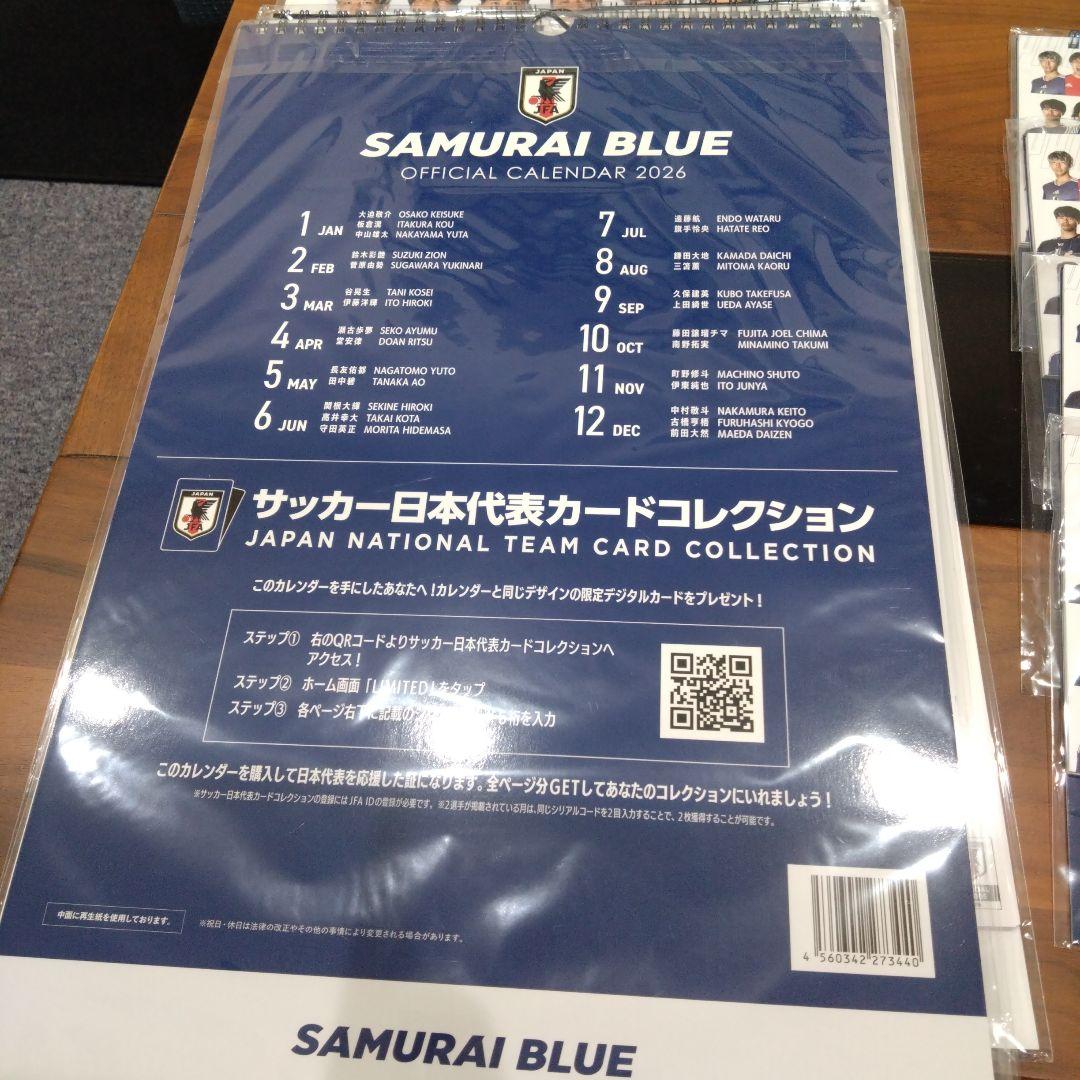 JAPAN
JFA
SAMURAI BLUE
OFFICIAL CALENDAR 2026
1 JAN
大迫敬介 OSAKO KEISUKE
板倉滉 ITAKURA KOU
中山雄太 NAKAYAMA YUTA
2 FEB
鈴木彩艶 SUZUKI ZION
菅原由勢 SUGAWARA YUKINARI
3 MAR
谷晃生 TANI KOSEI
伊藤洋輝 ITO HIROKI
4 APR
瀬古歩夢 SEKO AYUMU
堂安律 DOAN RITSU
5 MAY
長友佑都 NAGATOMO YUTO
田中碧 TANAKA AO
6 JUN
関根大輝 SEKINE HIROKI
高井幸大 TAKAI KOTA
守田英正 MORITA HIDEMASA
7 JUL
遠藤航 ENDO WATARU
旗手怜央 HATATE REO
8 AUG
鎌田大地 KAMADA DAICHI
三笘薫 MITOMA KAORU
9 SEP
久保建英 KUBO TAKEFUSA
上田綺世 UEDA AYASE
10 OCT
藤田譲瑠チマ FUJITA JOEL CHIMA
南野拓実 MINAMINO TAKUMI
11 NOV
町野修斗 MACHINO SHUTO
伊東純也 ITO JUNYA
12 DEC
中村敬斗 NAKAMURA KEITO
古橋亨梧 FURUHASHI KYOGO
前田大然 MAEDA DAIZEN
JAPAN
JFA
サッカー日本代表カードコレクション
JAPAN NATIONAL TEAM CARD COLLECTION
このカレンダーを手にしたあなたへ！カレンダーと同じデザインの限定デジタルカードをプレゼント！
ステップ① 右のQRコードよりサッカー日本代表カードコレクションへ
アクセス！
ステップ② ホーム画面「LIMITED」をタップ
ステップ③ 各ページ右下に記載の 桁を入力
このカレンダーを購入して日本代表を応援した証になります。全ページ分GETしてあなたのコレクションにいれましょう！
※サッカー日本代表カードコレクションの登録にはJFA IDの登録が必要です。※2選手が掲載されている月は、同じシリアルコードを2回入力することで、2枚獲得することが可能です。
中面に再生紙を使用しております。
※祝日・休日は法律の改正やその他の事情により変更される場合があります。
4 560342 273440
SAMURAI BLUE